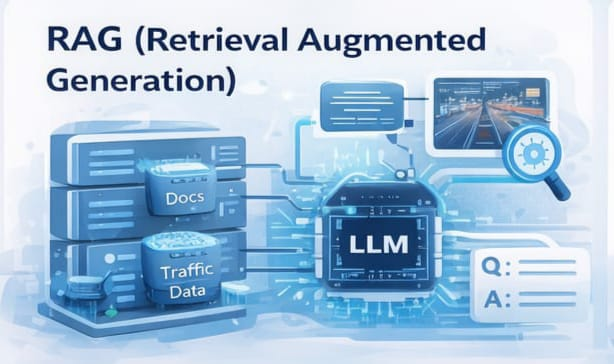 RAG (Retrieval Augmented
Generation)
Docs
Traffic
Data
LLM
Q:
A: